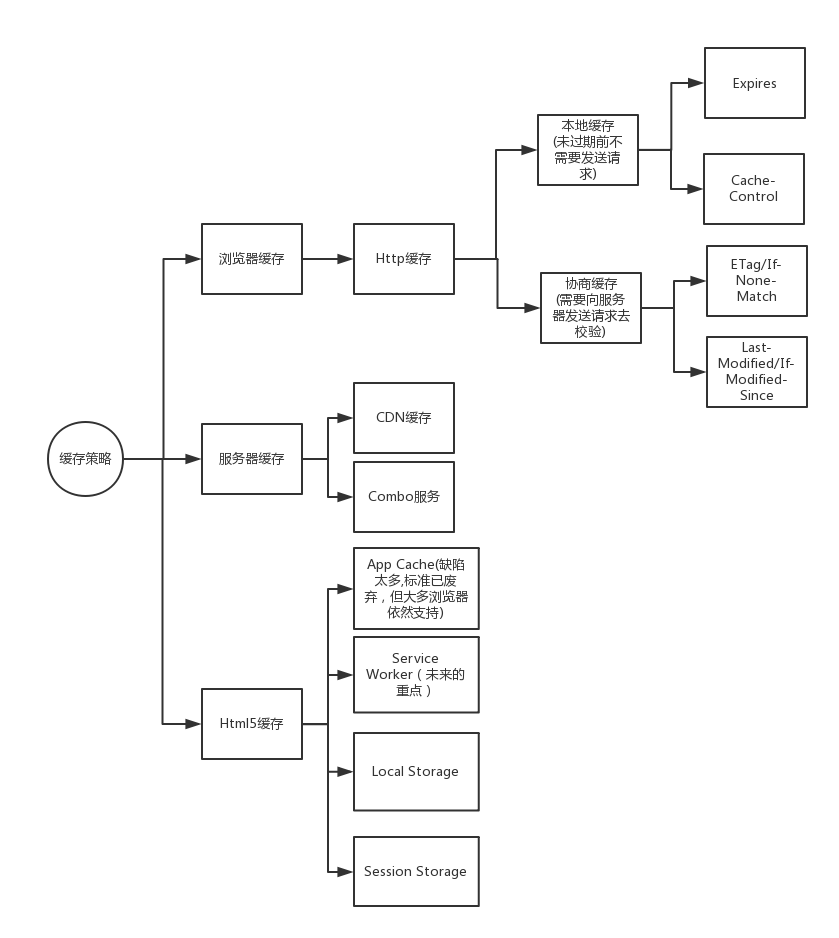 Expires
本地缓存
(未过期前不
需要发送请
求)
Cache-
Control
浏览器缓存
Http缓存
ETag/If-
None-
Match
协商缓存
(需要向服务
器发送请求去
校验)
Last-
Modified/If-
Modified-
Since
CDN缓存
缓存策略
服务器缓存
Combo服务
App Cache(缺陷
太多,标准已废
弃，但大多浏览器
依然支持)
Service
Worker（未来的
重点）
Html5缓存
Local Storage
Session Storage